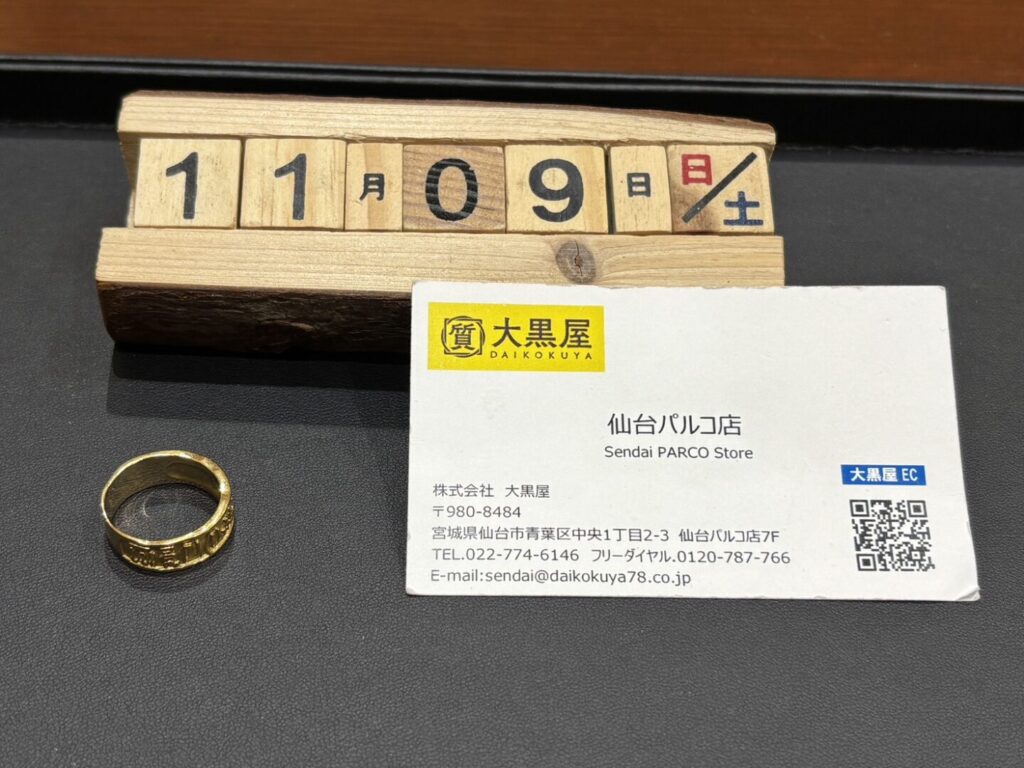 11月09日 日/土
質 大黒屋
DAIKOKUYA
仙台パルコ店
Sendai PARCO Store
大黒屋 EC
株式会社 大黒屋
〒980-8484
宮城県仙台市青葉区中央1丁目2-3 仙台パルコ店7F
TEL.022-774-6146 フリーダイヤル.0120-787-766
E-mail:sendai@daikokuya78.co.jp